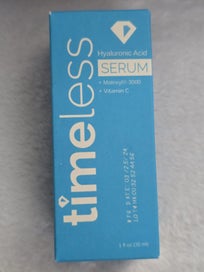 timeless
Hyaluronic Acid
SERUM
+ Matrixyl® 3000
+ Vitamin C
1 fl oz (30 ml)